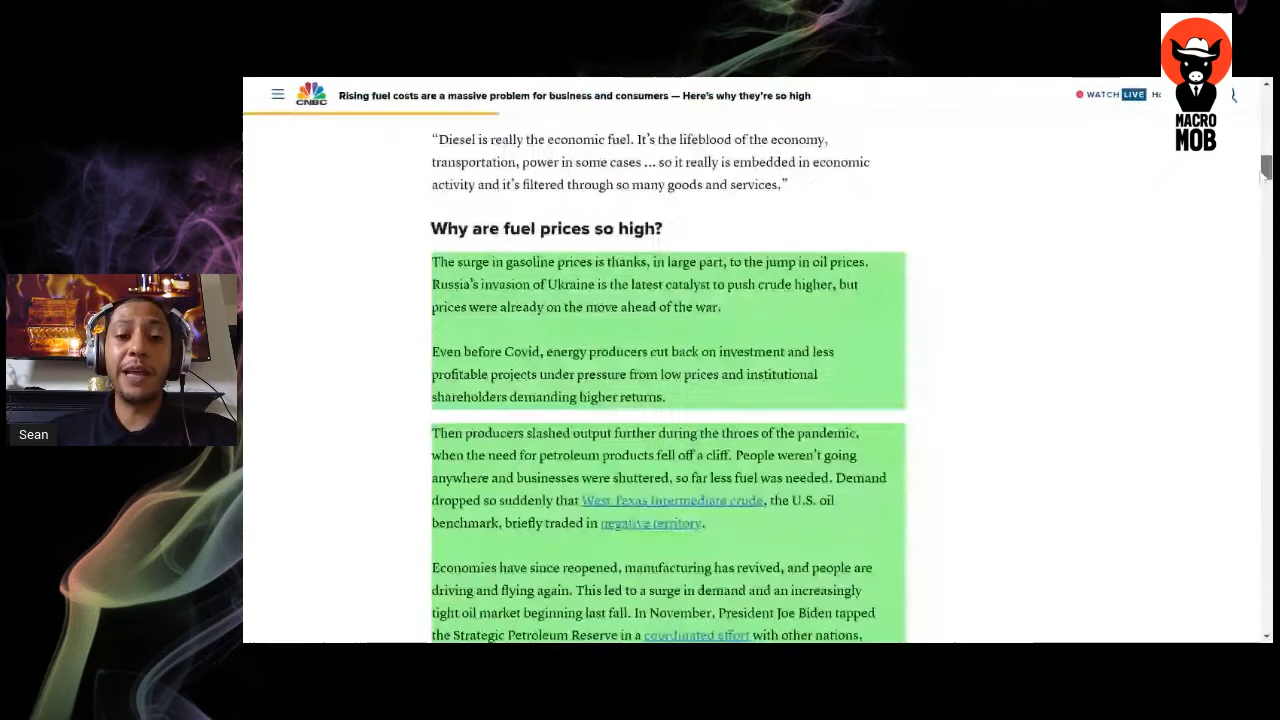 CNBC
Rising fuel costs are a massive problem for business and consumers — Here's why they're so high
WATCH LIVE
MACRO
MOB
“Diesel is really the economic fuel. It’s the lifeblood of the economy,
transportation, power in some cases … so it really is embedded in economic
activity and it’s filtered through so many goods and services.”
Why are fuel prices so high?
The surge in gasoline prices is thanks, in large part, to the jump in oil prices.
Russia’s invasion of Ukraine is the latest catalyst to push crude higher, but
prices were already on the move ahead of the war.
Even before Covid, energy producers cut back on investment and less
profitable projects under pressure from low prices and institutional
shareholders demanding higher returns.
Then producers slashed output further during the throes of the pandemic,
when the need for petroleum products fell off a cliff. People weren’t going
anywhere and businesses were shuttered, so far less fuel was needed. Demand
dropped so suddenly that West Texas Intermediate crude, the U.S. oil
benchmark, briefly traded in negative territory.
Economies have since reopened, manufacturing has revived, and people are
driving and flying again. This led to a surge in demand and an increasingly
tight oil market beginning last fall. In November, President Joe Biden tapped
the Strategic Petroleum Reserve in a coordinated effort with other nations,
Sean